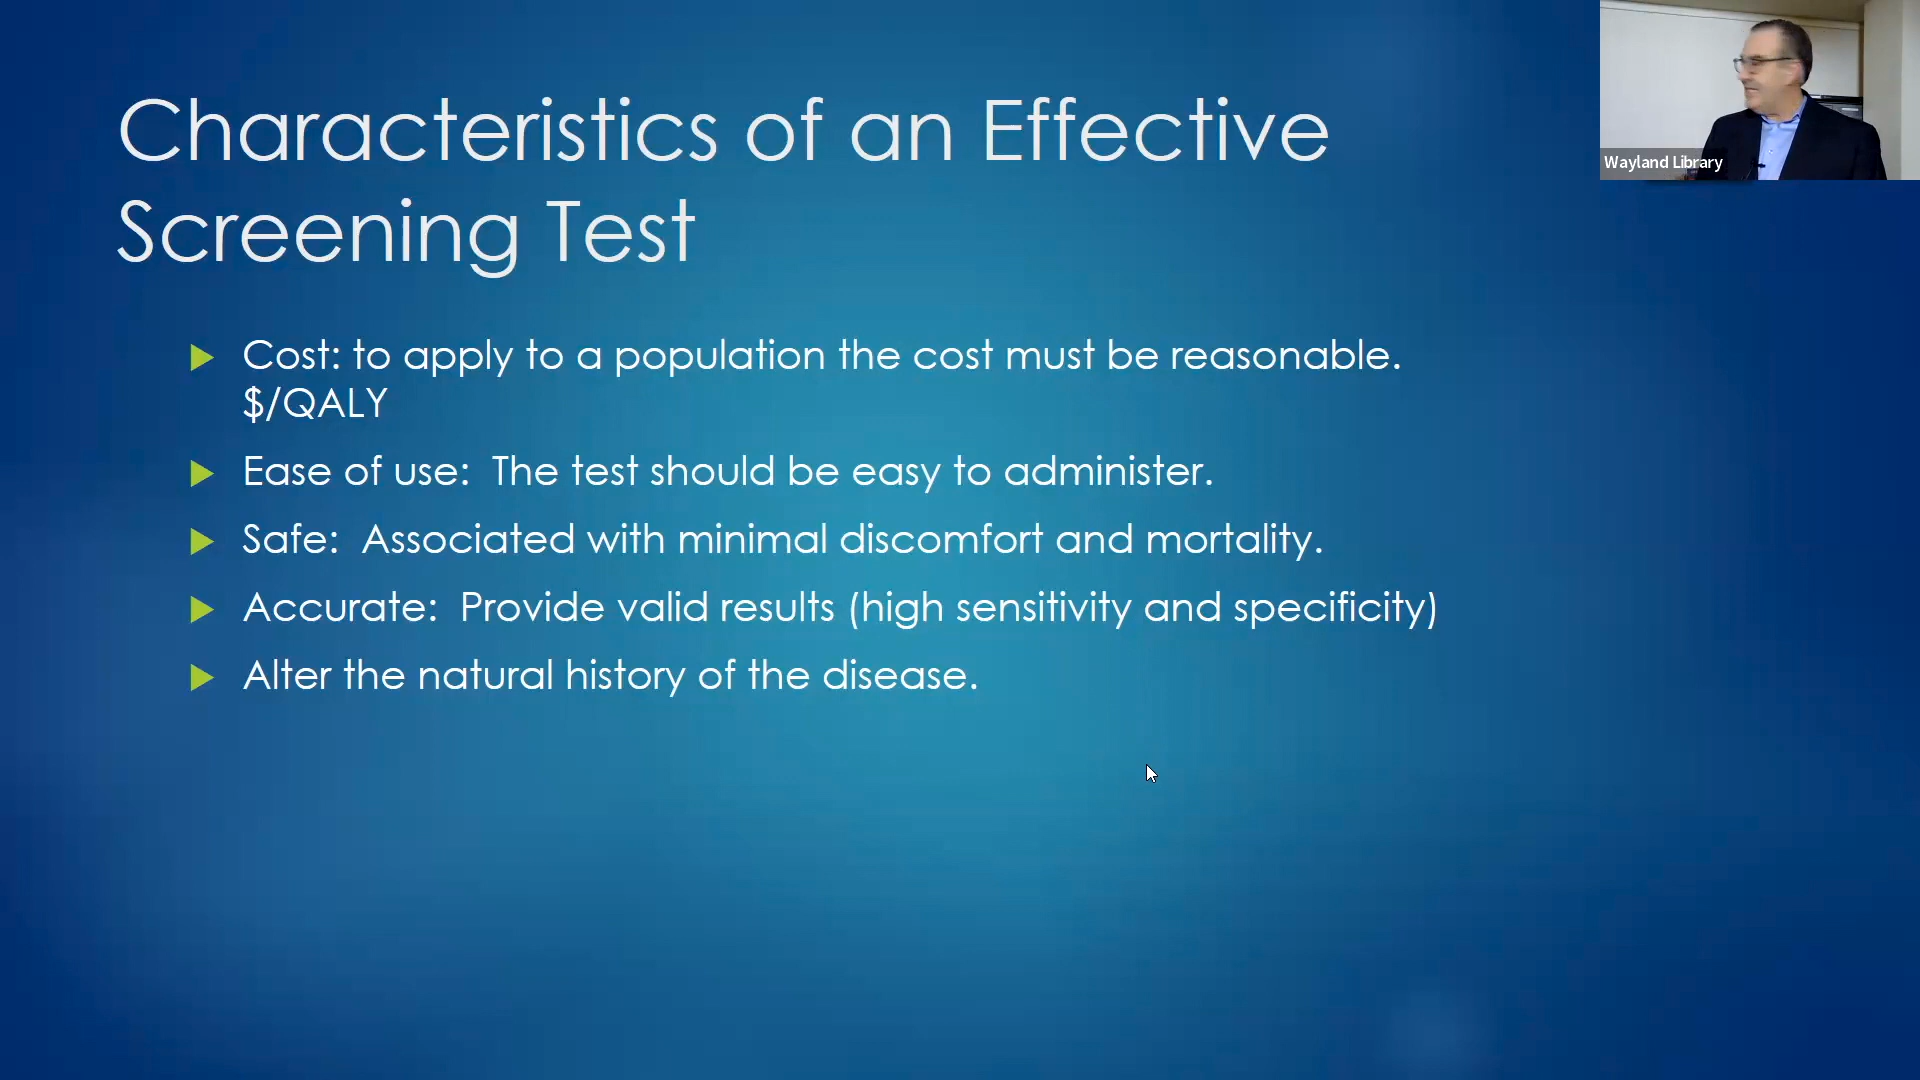 Characteristics of an Effective
Screening Test
Cost: to apply to a population the cost must be reasonable.
$/QALY
Ease of use:  The test should be easy to administer.
Safe:  Associated with minimal discomfort and mortality.
Accurate:  Provide valid results (high sensitivity and specificity)
Alter the natural history of the disease.
Wayland Library